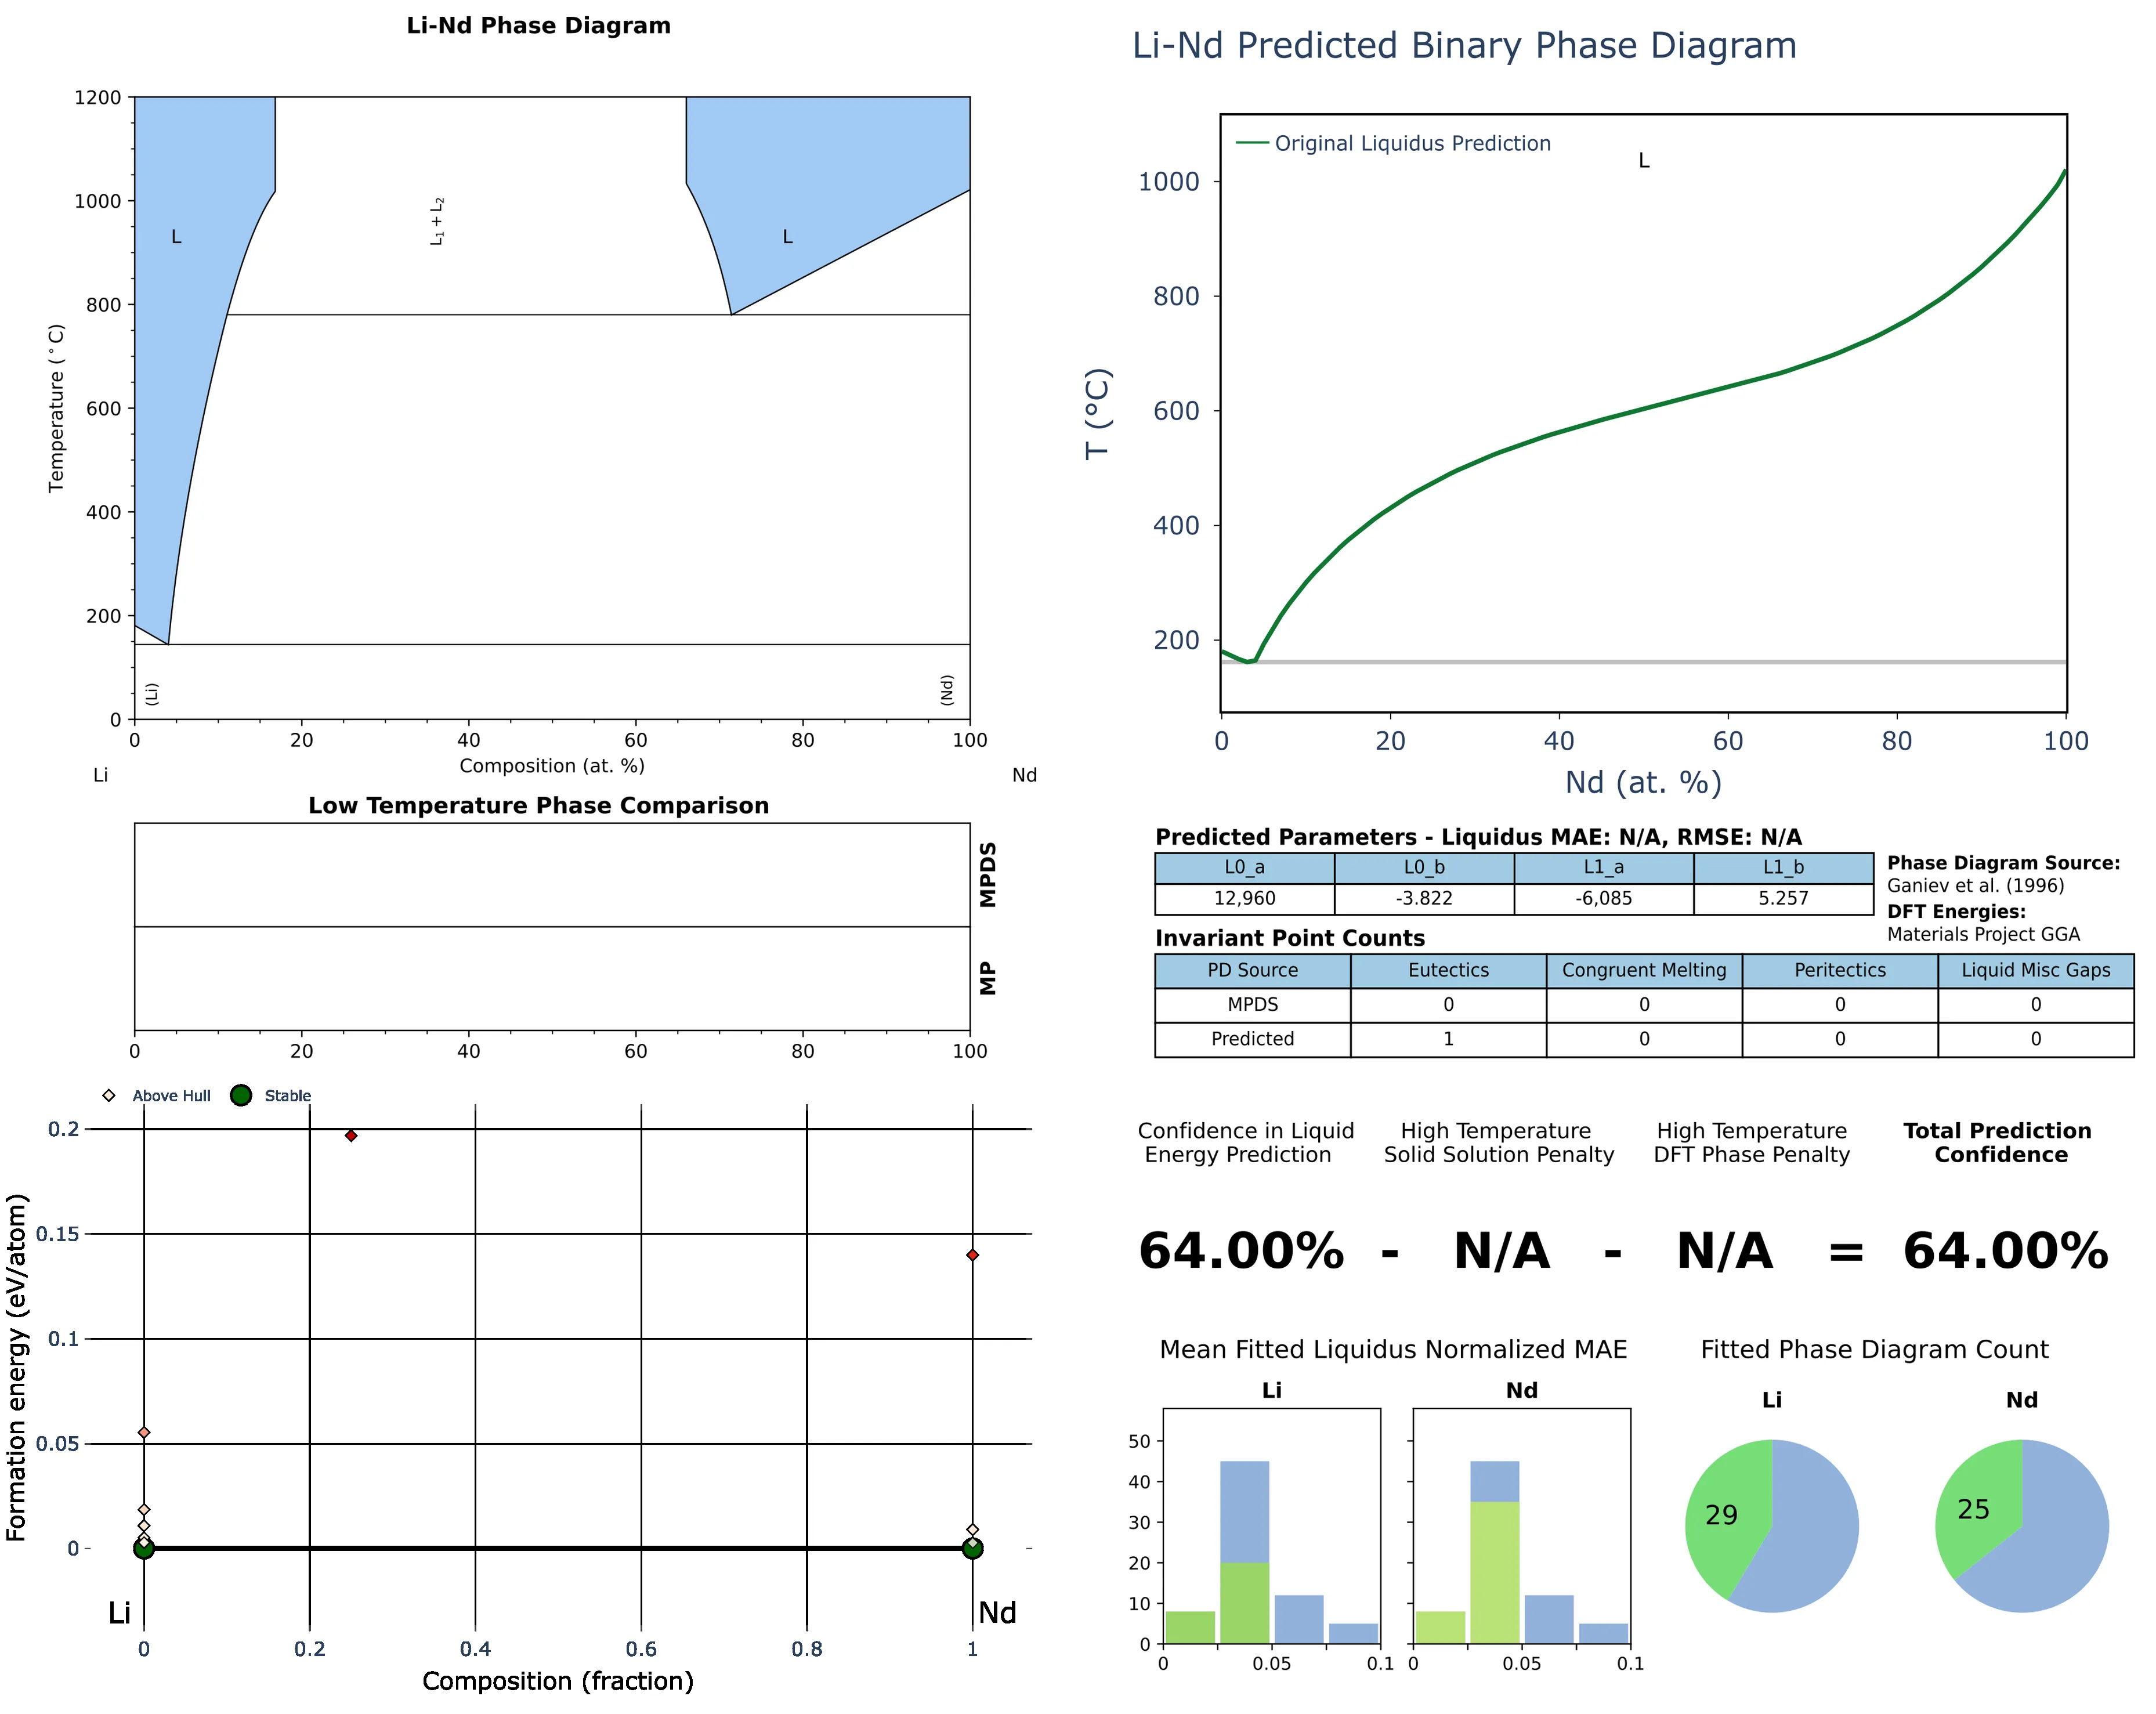 Li-Nd Phase Diagram
1200
1000
800
600
400
200
0
Temperature (°C)
L
L1 + L2
L
(Li)
(Nd)
0 20 40 60 80 100
Composition (at. %)
Li
Nd
Low Temperature Phase Comparison
MPDS
MP
0 20 40 60 80 100
Above Hull Stable
0.2
0.15
0.1
0.05
0
Formation energy (eV/atom)
Li
Nd
0 0.2 0.4 0.6 0.8 1
Composition (fraction)
Li-Nd Predicted Binary Phase Diagram
Original Liquidus Prediction
L
1000
800
600
400
200
T (°C)
0 20 40 60 80 100
Nd (at. %)
Predicted Parameters - Liquidus MAE: N/A, RMSE: N/A
L0_a L0_b L1_a L1_b
12,960 -3.822 -6,085 5.257
Phase Diagram Source:
Ganiev et al. (1996)
DFT Energies:
Materials Project GGA
Invariant Point Counts
PD Source Eutectics Congruent Melting Peritectics Liquid Misc Gaps
MPDS 0 0 0 0
Predicted 1 0 0 0
Confidence in Liquid
Energy Prediction
High Temperature
Solid Solution Penalty
High Temperature
DFT Phase Penalty
Total Prediction
Confidence
64.00% - N/A - N/A = 64.00%
Mean Fitted Liquidus Normalized MAE
Li
Nd
50
40
30
20
10
0
0 0.05 0.1
0 0.05 0.1
Fitted Phase Diagram Count
Li
Nd
29
25